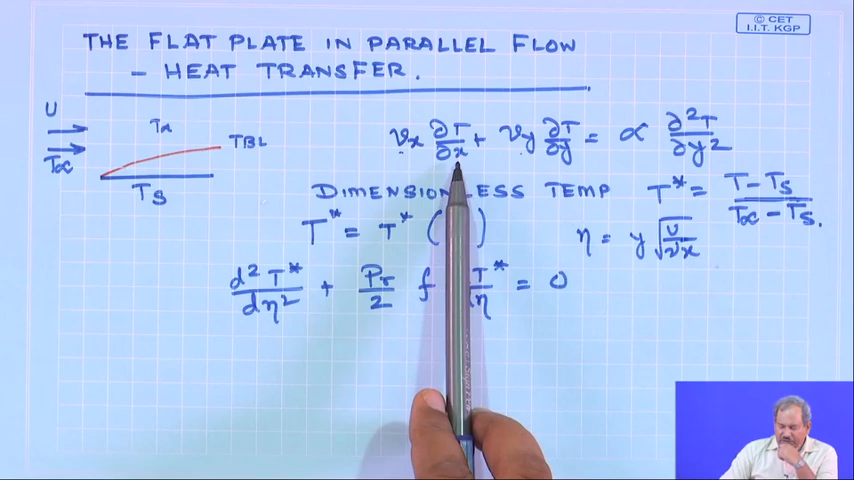 © CET
I.I.T. KGP
THE FLAT PLATE IN PARALLEL FLOW
- HEAT TRANSFER.
U
T∞
T∞
TBL
Ts
vx ∂T/∂x + vy ∂T/∂y = α ∂²T/∂y²
DIMENSIONLESS TEMP T* = (T - Ts)/(T∞ - Ts).
T* = T* ( )
η = y √(U/νx)
d²T*/dη² + Pr/2 f T*/dη = 0